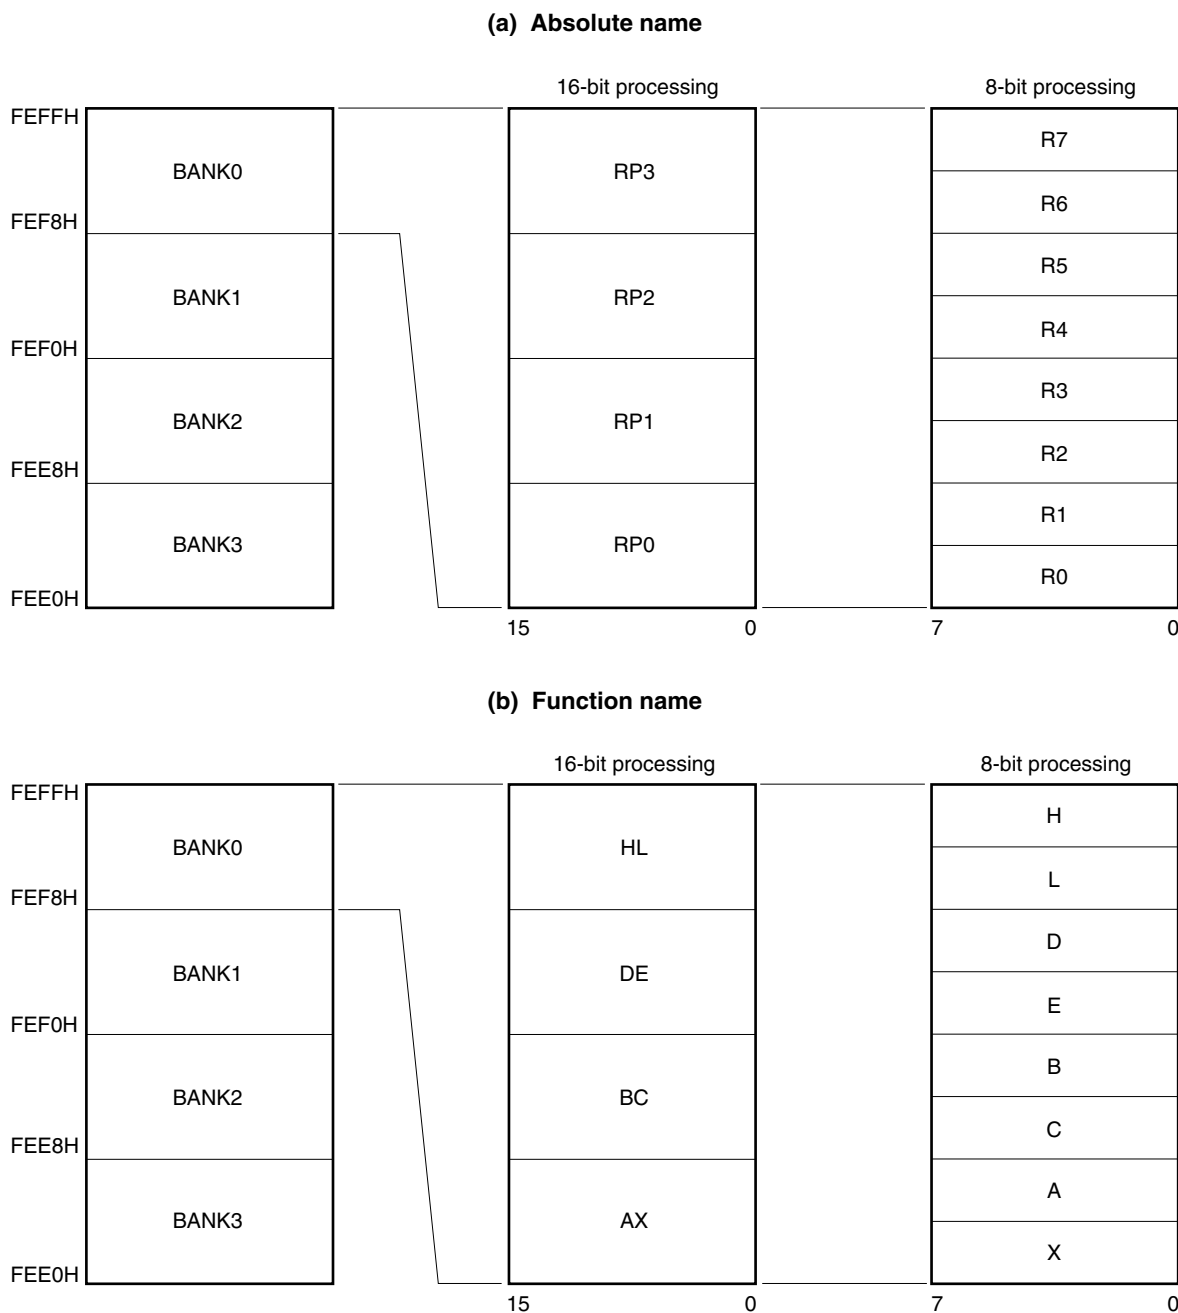 (a) Absolute name
16-bit processing
8-bit processing
FEFFH
BANK0
RP3
R7
R6
FEF8H
BANK1
RP2
R5
R4
FEF0H
BANK2
RP1
R3
R2
FEE8H
BANK3
RP0
R1
R0
FEE0H
15 0
7 0
(b) Function name
16-bit processing
8-bit processing
FEFFH
BANK0
HL
H
L
FEF8H
BANK1
DE
D
E
FEF0H
BANK2
BC
B
C
FEE8H
BANK3
AX
A
X
FEE0H
15 0
7 0